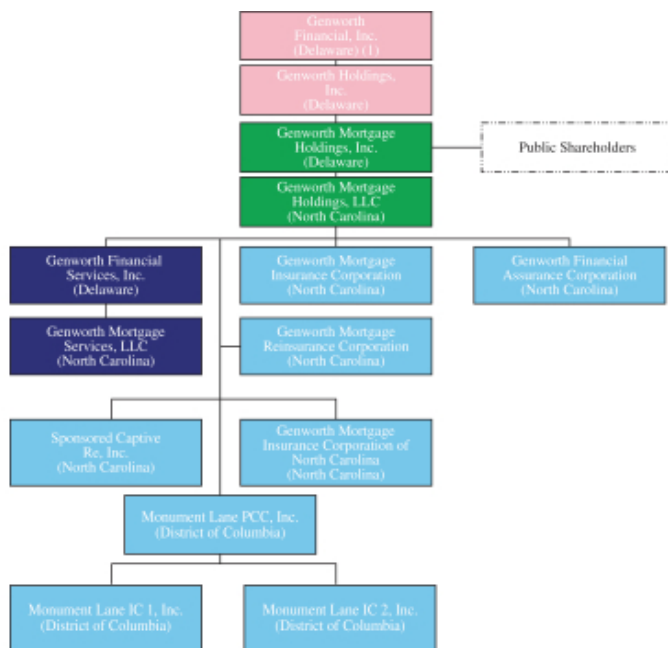 Genworth
Financial, Inc.
(Delaware) (1)
Genworth Holdings,
Inc.
(Delaware)
Genworth Mortgage
Holdings, Inc.
(Delaware)
Public Shareholders
Genworth Mortgage
Holdings, LLC
(North Carolina)
Genworth Financial
Services, Inc.
(Delaware)
Genworth Mortgage
Insurance Corporation
(North Carolina)
Genworth Financial
Assurance Corporation
(North Carolina)
Genworth Mortgage
Services, LLC
(North Carolina)
Genworth Mortgage
Reinsurance Corporation
(North Carolina)
Sponsored Captive
Re, Inc.
(North Carolina)
Genworth Mortgage
Insurance Corporation of
North Carolina
(North Carolina)
Monument Lane PCC, Inc.
(District of Columbia)
Monument Lane IC 1, Inc.
(District of Columbia)
Monument Lane IC 2, Inc.
(District of Columbia)